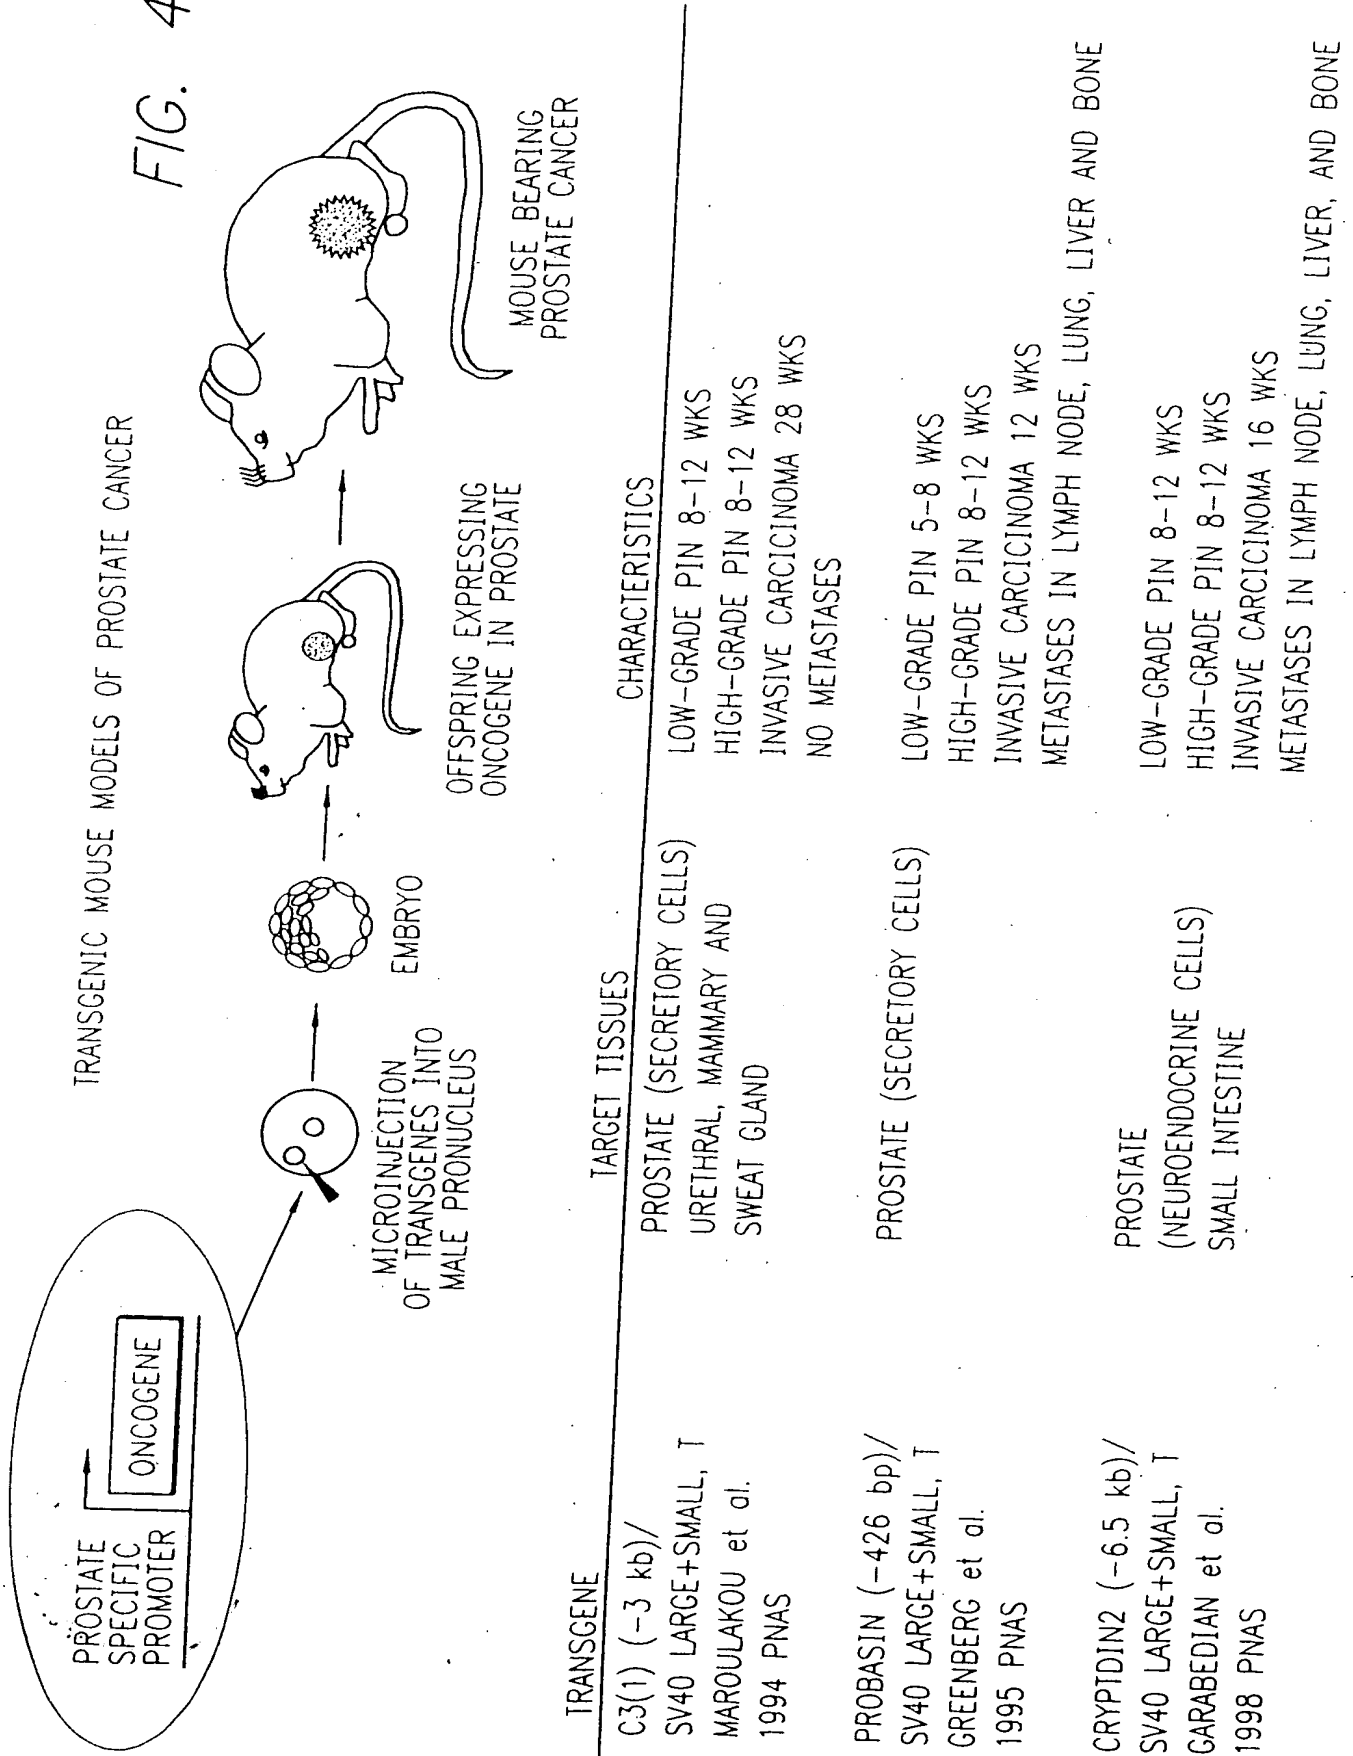 FIG. 4
TRANSGENIC MOUSE MODELS OF PROSTATE CANCER
PROSTATE
SPECIFIC
PROMOTER
ONCOGENE
MICROINJECTION
OF TRANSGENES INTO
MALE PRONUCLEUS
EMBRYO
OFFSPRING EXPRESSING
ONCOGENE IN PROSTATE
MOUSE BEARING
PROSTATE CANCER
TRANSGENE
TARGET TISSUES
CHARACTERISTICS
C3(1) (-3 kb)/
SV40 LARGE+SMALL, T
MAROULAKOU et al.
1994 PNAS
PROSTATE (SECRETORY CELLS)
URETHRAL, MAMMARY AND
SWEAT GLAND
LOW-GRADE PIN 8-12 WKS
HIGH-GRADE PIN 8-12 WKS
INVASIVE CARCICINOMA 28 WKS
NO METASTASES
PROBASIN (-426 bp)/
SV40 LARGE+SMALL, T
GREENBERG et al.
1995 PNAS
PROSTATE (SECRETORY CELLS)
LOW-GRADE PIN 5-8 WKS
HIGH-GRADE PIN 8-12 WKS
INVASIVE CARCICINOMA 12 WKS
METASTASES IN LYMPH NODE, LUNG, LIVER AND BONE
CRYPTDIN2 (-6.5 kb)/
SV40 LARGE+SMALL, T
GARABEDIAN et al.
1998 PNAS
PROSTATE
(NEUROENDOCRINE CELLS)
SMALL INTESTINE
LOW-GRADE PIN 8-12 WKS
HIGH-GRADE PIN 8-12 WKS
INVASIVE CARCICINOMA 16 WKS
METASTASES IN LYMPH NODE, LUNG, LIVER, AND BONE